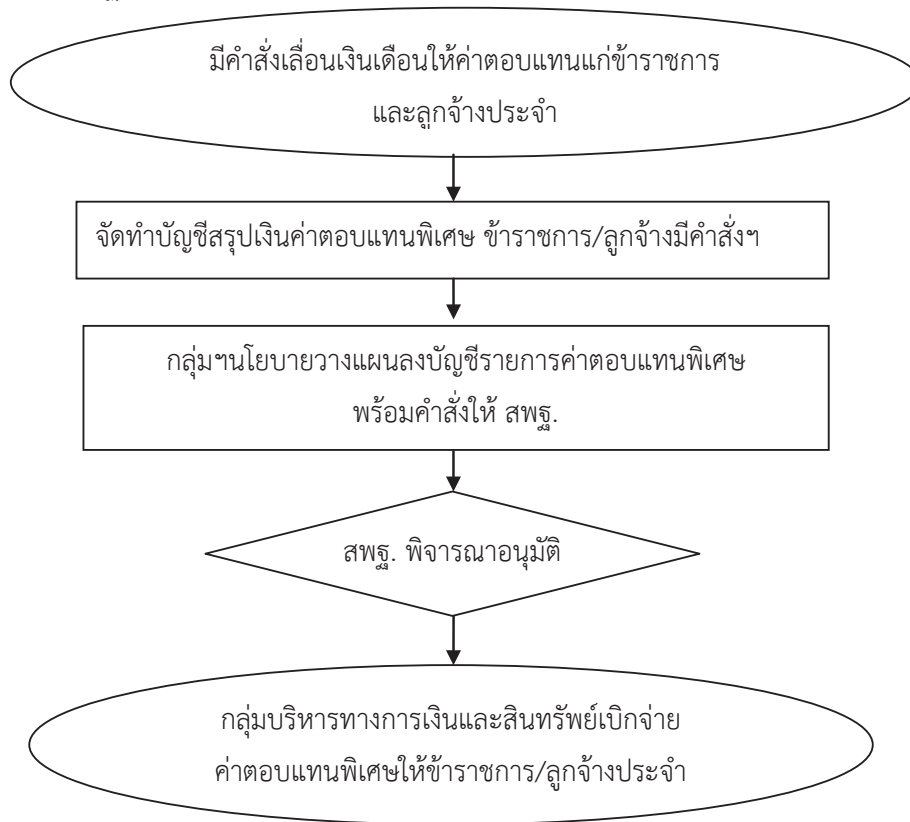 มีคำสั่งเลื่อนเงินเดือนให้ค่าตอบแทนแก่ข้าราชการ
และลูกจ้างประจำ
จัดทำบัญชีสรุปเงินค่าตอบแทนพิเศษ ข้าราชการ/ลูกจ้างมีคำสั่งฯ
กลุ่มฯนโยบายวางแผนลงบัญชีรายการค่าตอบแทนพิเศษ
พร้อมคำสั่งให้ สพฐ.
สพฐ. พิจารณาอนุมัติ
กลุ่มบริหารทางการเงินและสินทรัพย์เบิกจ่าย
ค่าตอบแทนพิเศษให้ข้าราชการ/ลูกจ้างประจำ